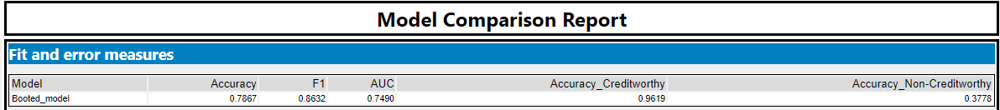 Model Comparison Report
Fit and error measures
Model Accuracy F1 AUC Accuracy_Creditworthy Accuracy_Non-Creditworthy
Booted_model 0.7867 0.8632 0.7490 0.9619 0.3778